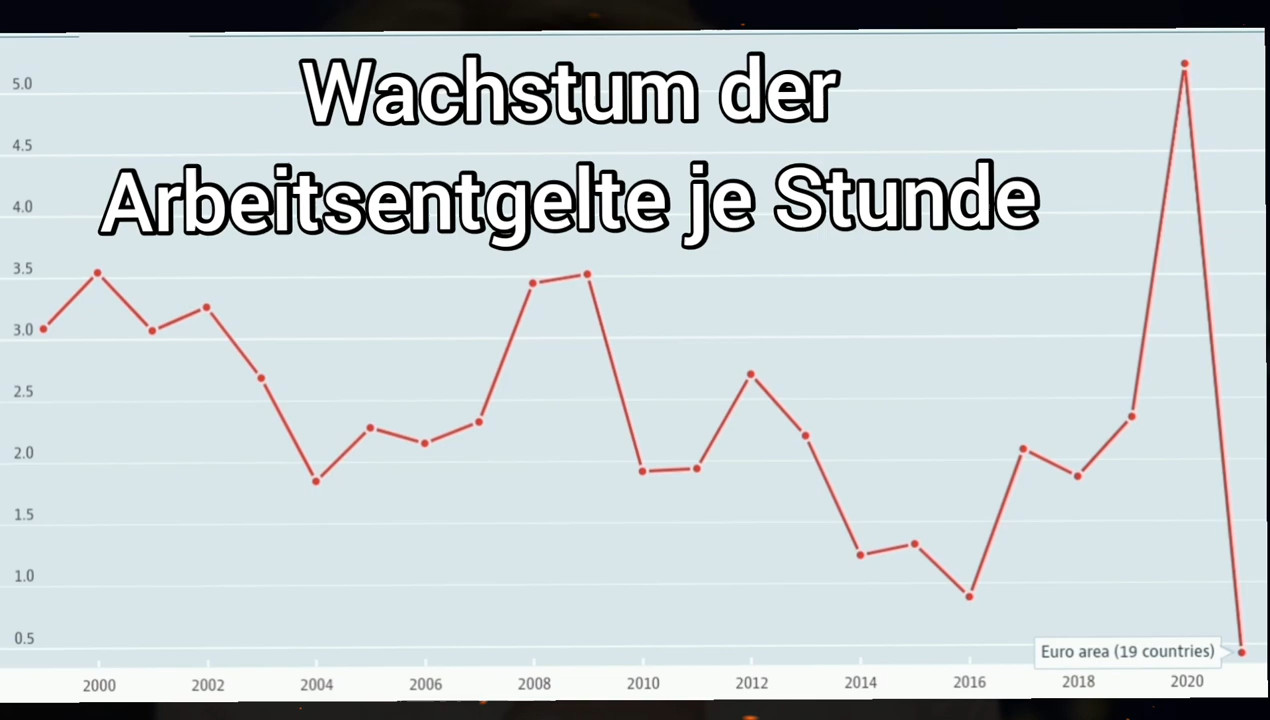 Wachstum der
Arbeitsentgelte je Stunde
5.0
4.5
4.0
3.5
3.0
2.5
2.0
1.5
1.0
0.5
Euro area (19 countries)
2000 2002 2004 2006 2008 2010 2012 2014 2016 2018 2020